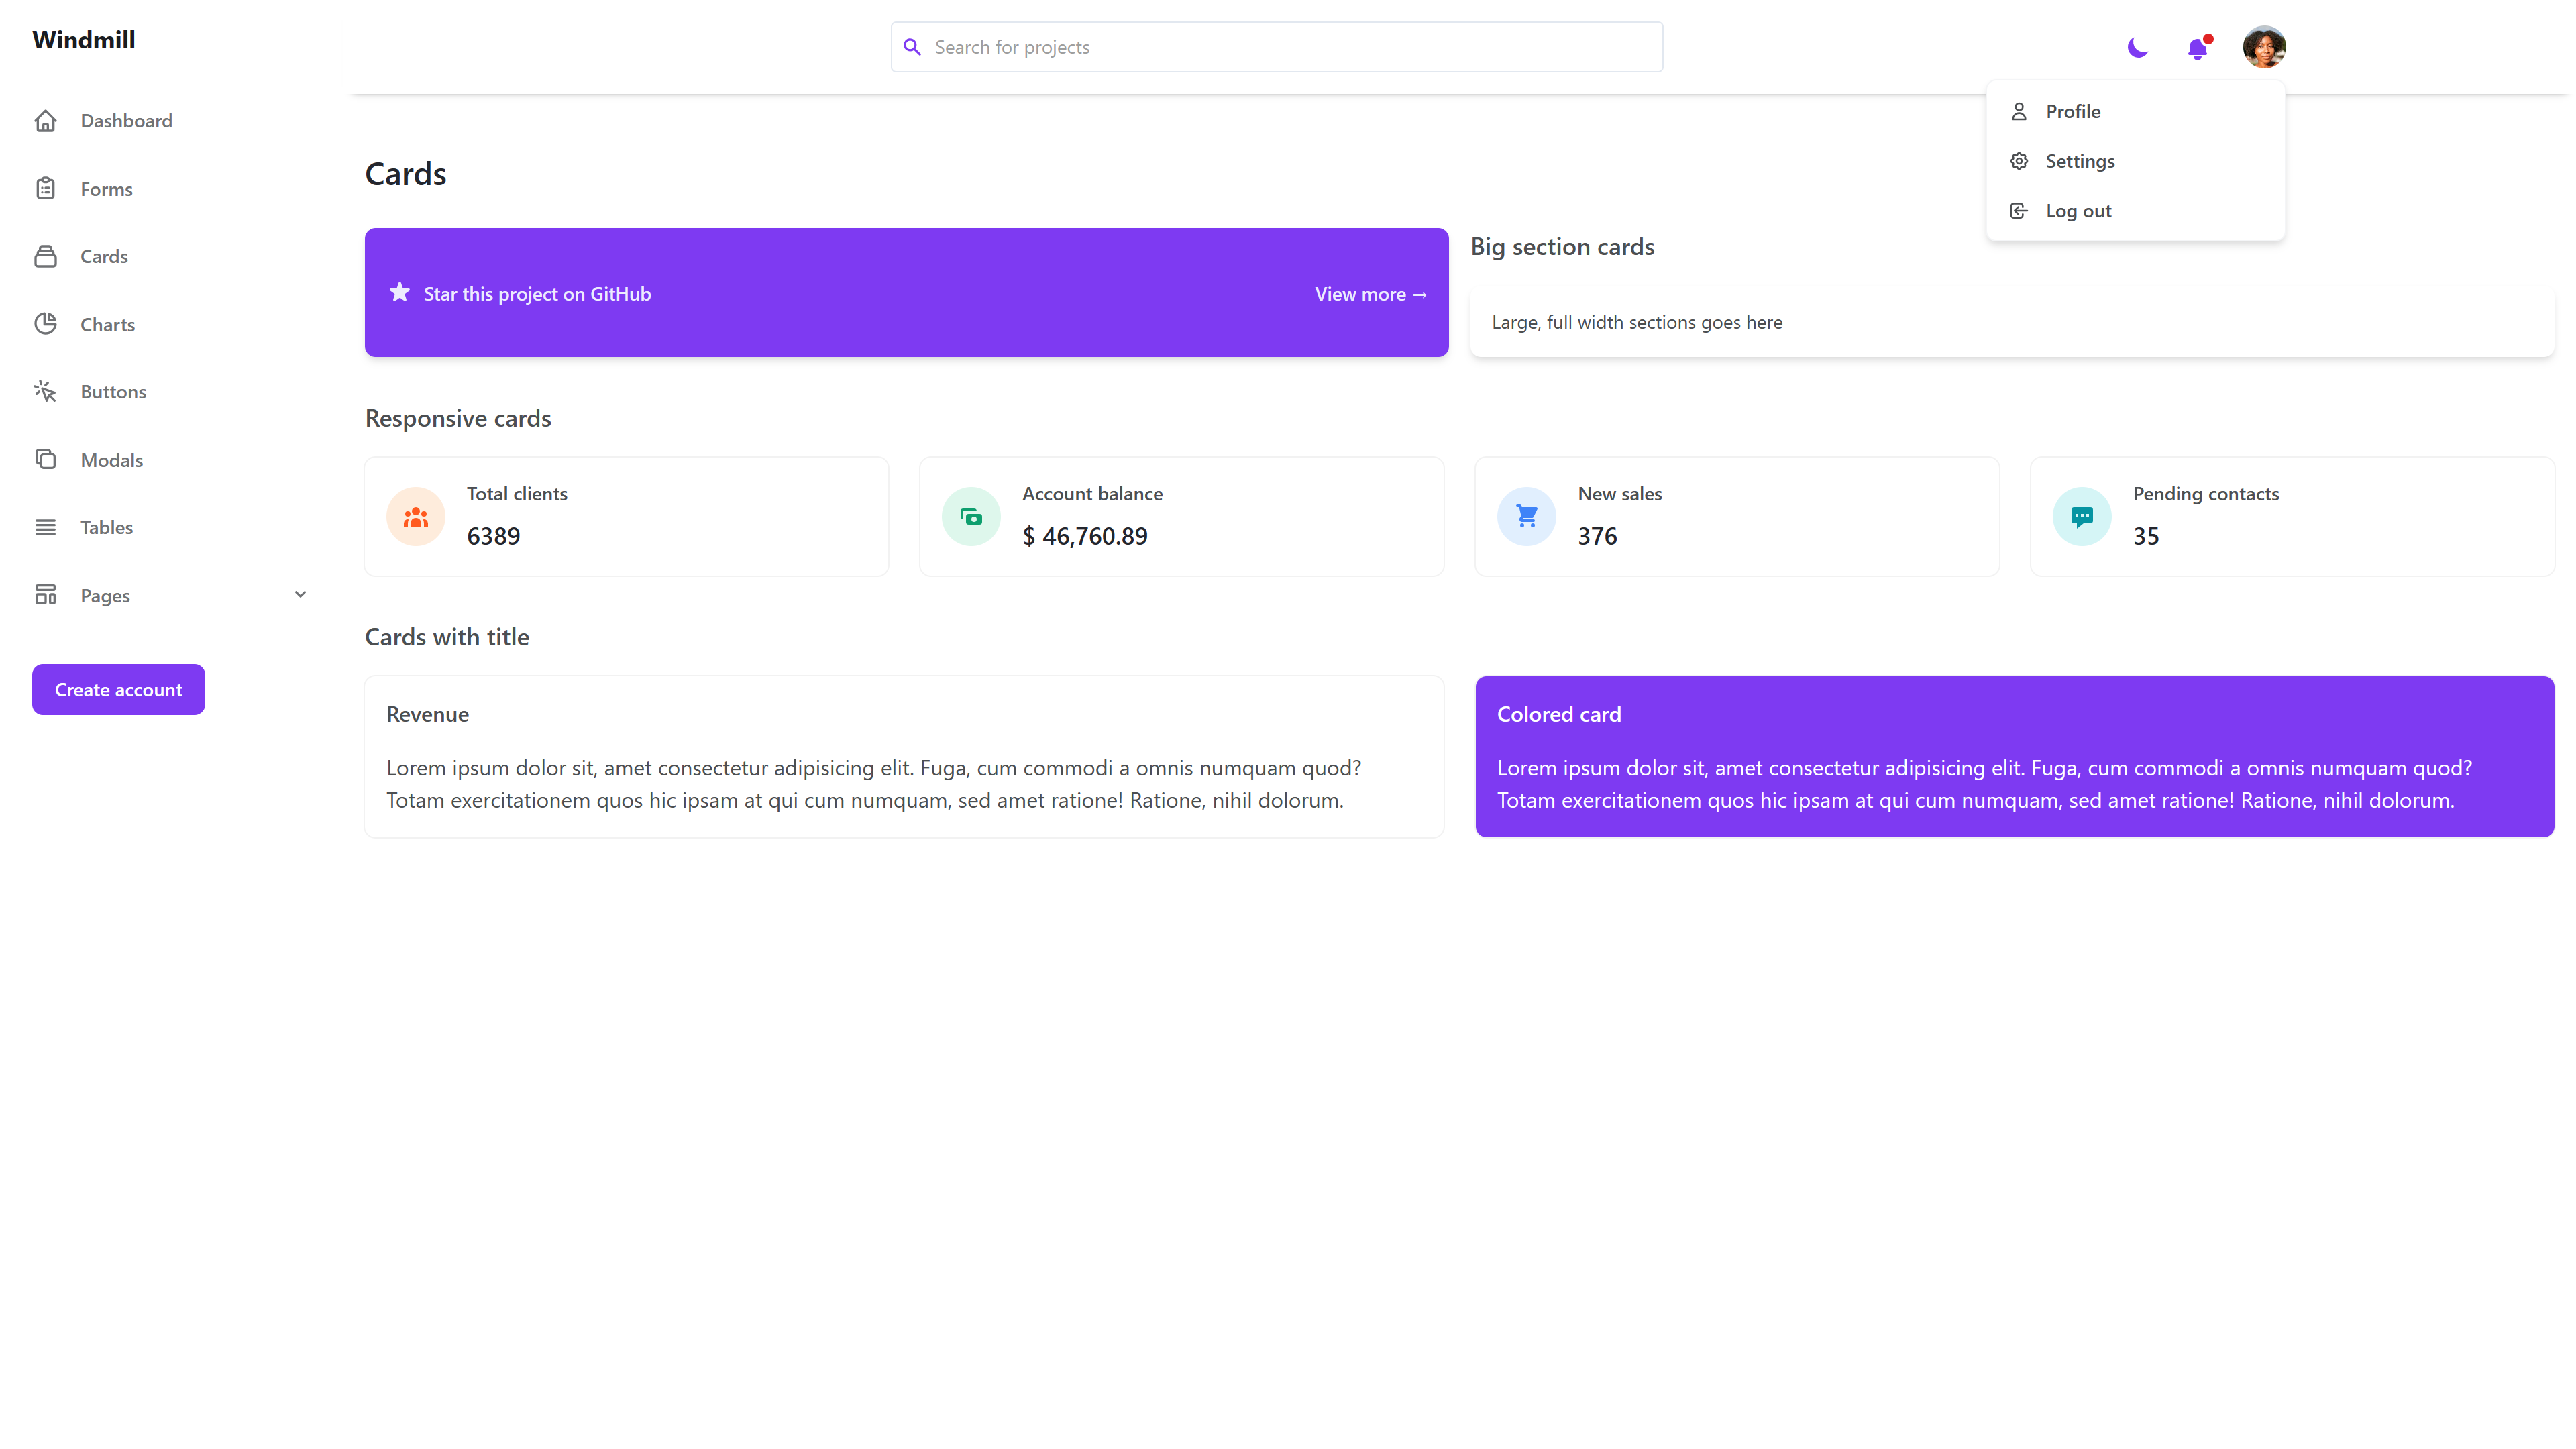 Windmill
Search for projects
Profile
Settings
Log out
Dashboard
Forms
Cards
Charts
Buttons
Modals
Tables
Pages
Create account
Cards
Star this project on GitHub
View more →
Big section cards
Large, full width sections goes here
Responsive cards
Total clients
6389
Account balance
$ 46,760.89
New sales
376
Pending contacts
35
Cards with title
Revenue
Lorem ipsum dolor sit, amet consectetur adipisicing elit. Fuga, cum commodi a omnis numquam quod?
Totam exercitationem quos hic ipsam at qui cum numquam, sed amet ratione! Ratione, nihil dolorum.
Colored card
Lorem ipsum dolor sit, amet consectetur adipisicing elit. Fuga, cum commodi a omnis numquam quod?
Totam exercitationem quos hic ipsam at qui cum numquam, sed amet ratione! Ratione, nihil dolorum.